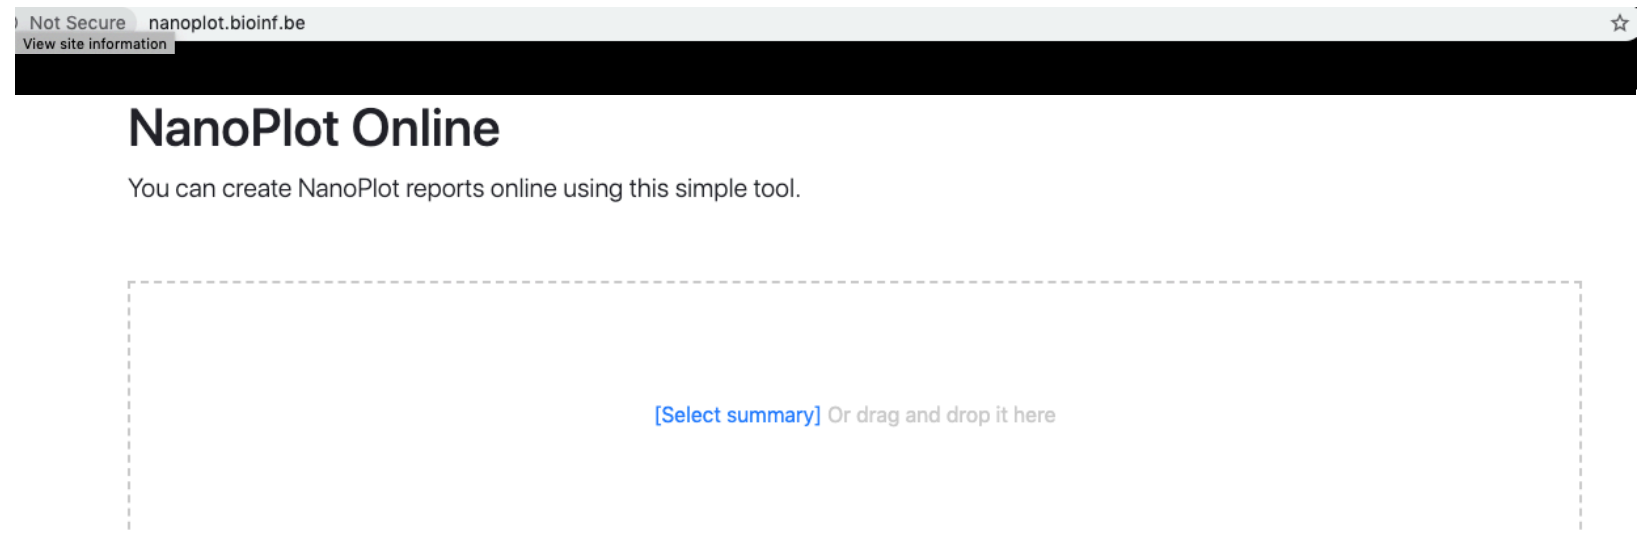 Not Secure nanoplot.bioinf.be
View site information
NanoPlot Online
You can create NanoPlot reports online using this simple tool.
[Select summary] Or drag and drop it here